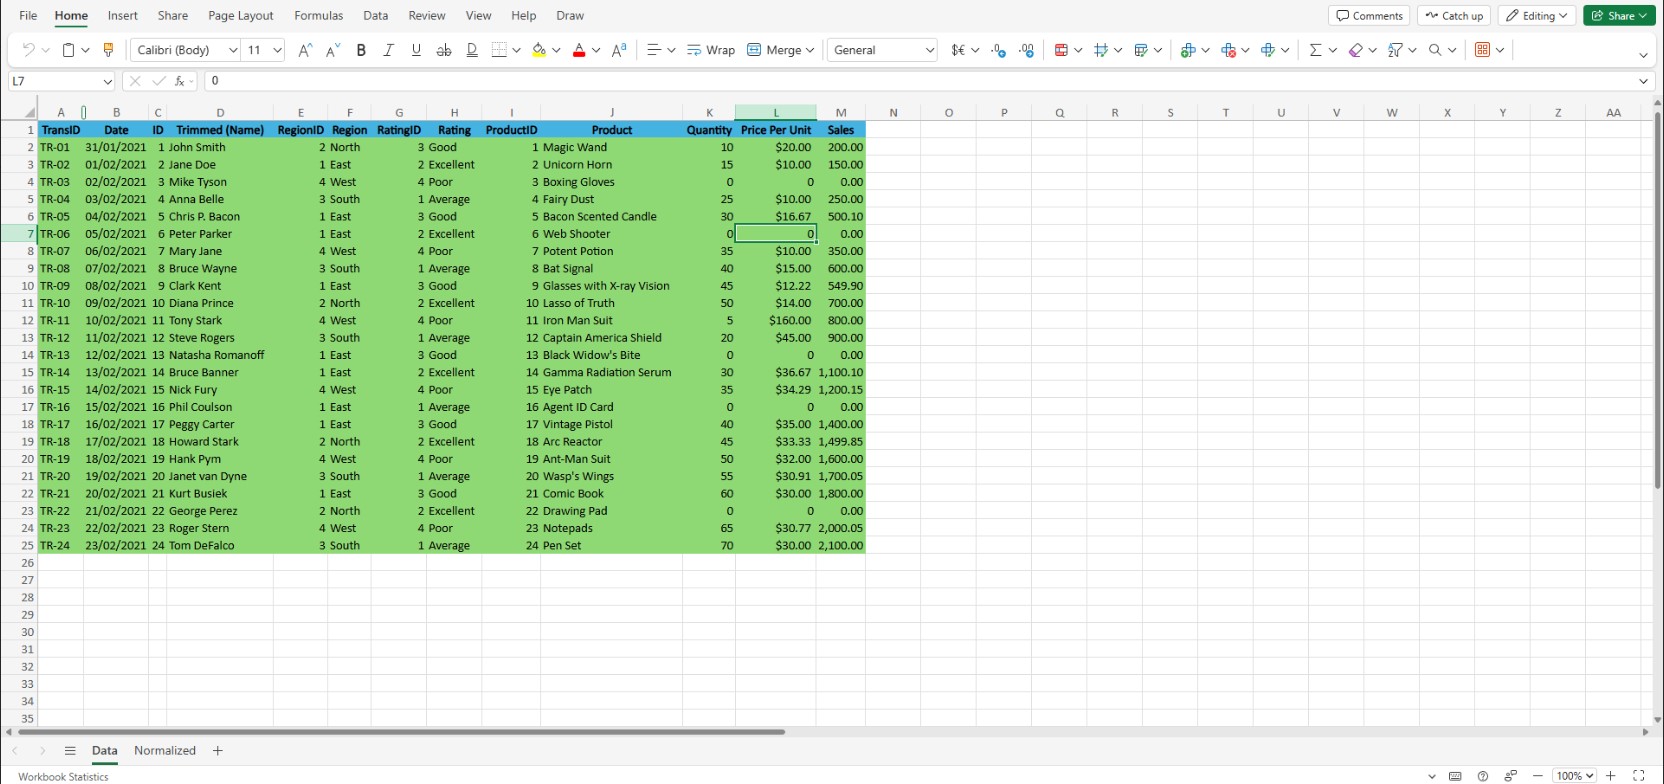 File Home Insert Share Page Layout Formulas Data Review View Help Draw Comments Catch up Editing Share
Calibri (Body) 11 A A B I U ab D A Aª Wrap Merge General $€ .0 .00 Σ
L7 fx 0
A B C D E F G H I J K L M N O P Q R S T U V W X Y Z AA
1 TransID Date ID Trimmed (Name) RegionID Region RatingID Rating ProductID Product Quantity Price Per Unit Sales
2 TR-01 31/01/2021 1 John Smith 2 North 3 Good 1 Magic Wand 10 $20.00 200.00
3 TR-02 01/02/2021 2 Jane Doe 1 East 2 Excellent 2 Unicorn Horn 15 $10.00 150.00
4 TR-03 02/02/2021 3 Mike Tyson 4 West 4 Poor 3 Boxing Gloves 0 0 0.00
5 TR-04 03/02/2021 4 Anna Belle 3 South 1 Average 4 Fairy Dust 25 $10.00 250.00
6 TR-05 04/02/2021 5 Chris P. Bacon 1 East 3 Good 5 Bacon Scented Candle 30 $16.67 500.10
7 TR-06 05/02/2021 6 Peter Parker 1 East 2 Excellent 6 Web Shooter 0 0 0.00
8 TR-07 06/02/2021 7 Mary Jane 4 West 4 Poor 7 Potent Potion 35 $10.00 350.00
9 TR-08 07/02/2021 8 Bruce Wayne 3 South 1 Average 8 Bat Signal 40 $15.00 600.00
10 TR-09 08/02/2021 9 Clark Kent 1 East 3 Good 9 Glasses with X-ray Vision 45 $12.22 549.90
11 TR-10 09/02/2021 10 Diana Prince 2 North 2 Excellent 10 Lasso of Truth 50 $14.00 700.00
12 TR-11 10/02/2021 11 Tony Stark 4 West 4 Poor 11 Iron Man Suit 5 $160.00 800.00
13 TR-12 11/02/2021 12 Steve Rogers 3 South 1 Average 12 Captain America Shield 20 $45.00 900.00
14 TR-13 12/02/2021 13 Natasha Romanoff 1 East 3 Good 13 Black Widow's Bite 0 0 0.00
15 TR-14 13/02/2021 14 Bruce Banner 1 East 2 Excellent 14 Gamma Radiation Serum 30 $36.67 1,100.10
16 TR-15 14/02/2021 15 Nick Fury 4 West 4 Poor 15 Eye Patch 35 $34.29 1,200.15
17 TR-16 15/02/2021 16 Phil Coulson 1 East 1 Average 16 Agent ID Card 0 0 0.00
18 TR-17 16/02/2021 17 Peggy Carter 1 East 3 Good 17 Vintage Pistol 40 $35.00 1,400.00
19 TR-18 17/02/2021 18 Howard Stark 2 North 2 Excellent 18 Arc Reactor 45 $33.33 1,499.85
20 TR-19 18/02/2021 19 Hank Pym 4 West 4 Poor 19 Ant-Man Suit 50 $32.00 1,600.00
21 TR-20 19/02/2021 20 Janet van Dyne 3 South 1 Average 20 Wasp's Wings 55 $30.91 1,700.05
22 TR-21 20/02/2021 21 Kurt Busiek 1 East 3 Good 21 Comic Book 60 $30.00 1,800.00
23 TR-22 21/02/2021 22 George Perez 2 North 2 Excellent 22 Drawing Pad 0 0 0.00
24 TR-23 22/02/2021 23 Roger Stern 4 West 4 Poor 23 Notepads 65 $30.77 2,000.05
25 TR-24 23/02/2021 24 Tom DeFalco 3 South 1 Average 24 Pen Set 70 $30.00 2,100.00
26
27
28
29
30
31
32
33
34
35
Data Normalized +
Workbook Statistics 100%